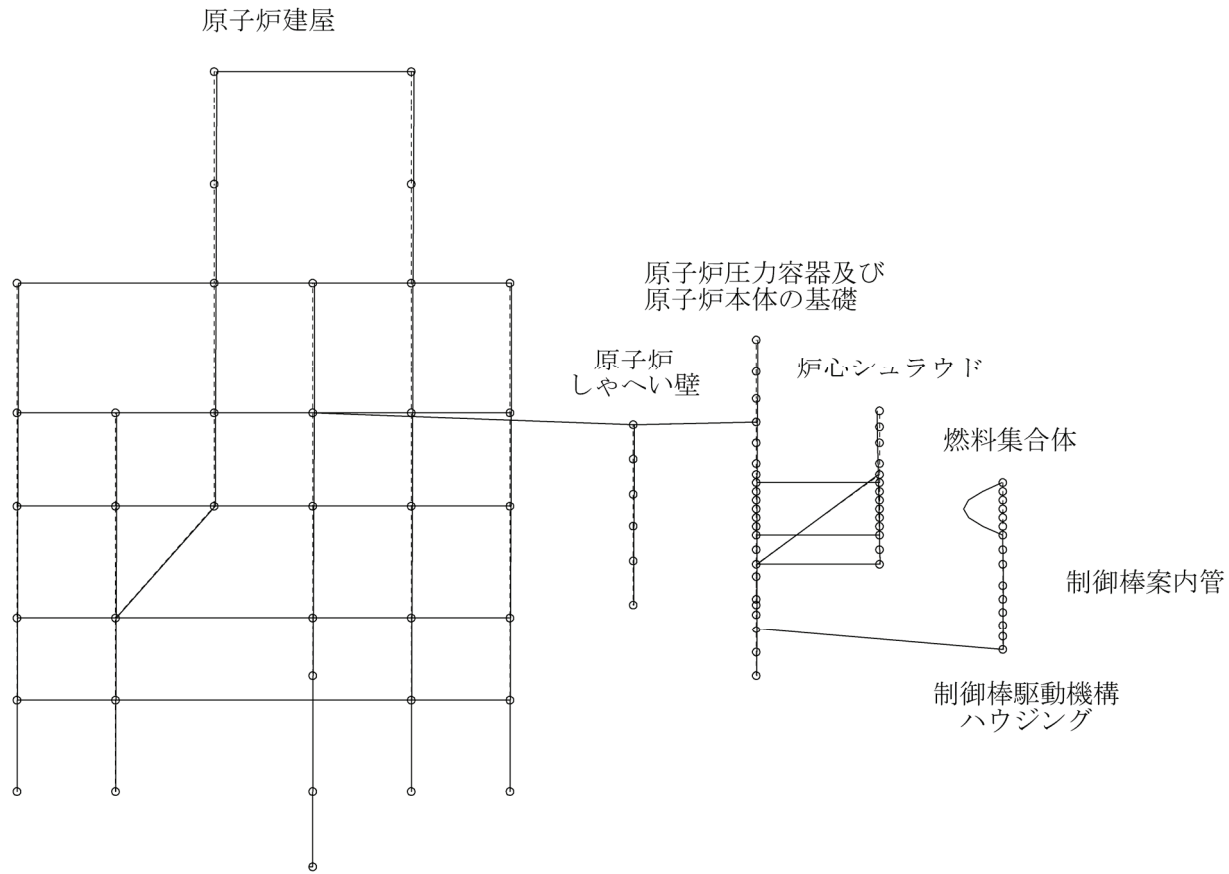 原子炉建屋
原子炉圧力容器及び
原子炉本体の基礎
原子炉
しゃへい壁
炉心シュラウド
燃料集合体
制御棒案内管
制御棒駆動機構
ハウジング